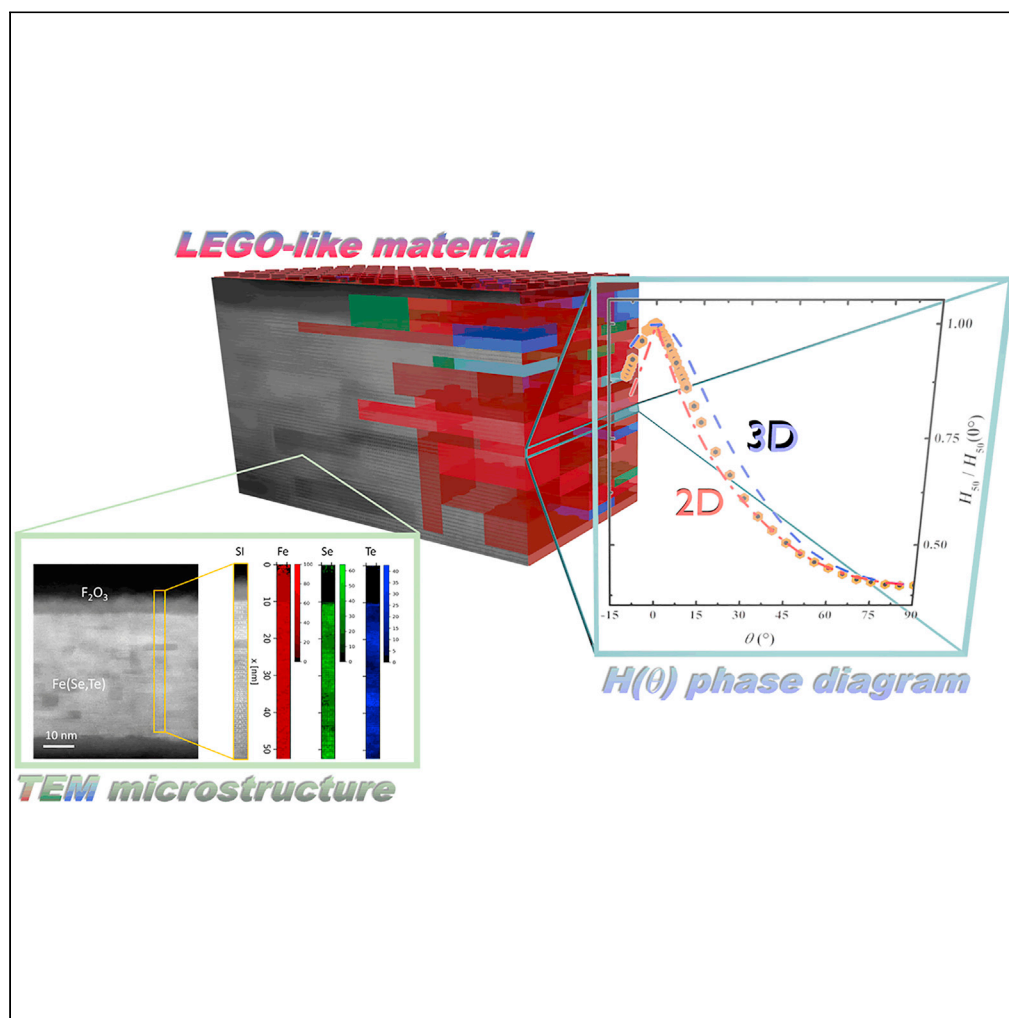 LEGO-like material
1.00
3D
0.75
2D
0.50
H₅₀ / H₅₀(0°)
-15 0 15 30 45 60 75 90
θ (°)
H(θ) phase diagram
SI Fe Se Te
F₂O₃
Fe(Se,Te)
10 nm
0
10
20
30
40
50
x [nm]
100
80
60
40
20
0
60
50
40
30
20
10
0
40
35
30
25
20
15
10
5
0
TEM microstructure